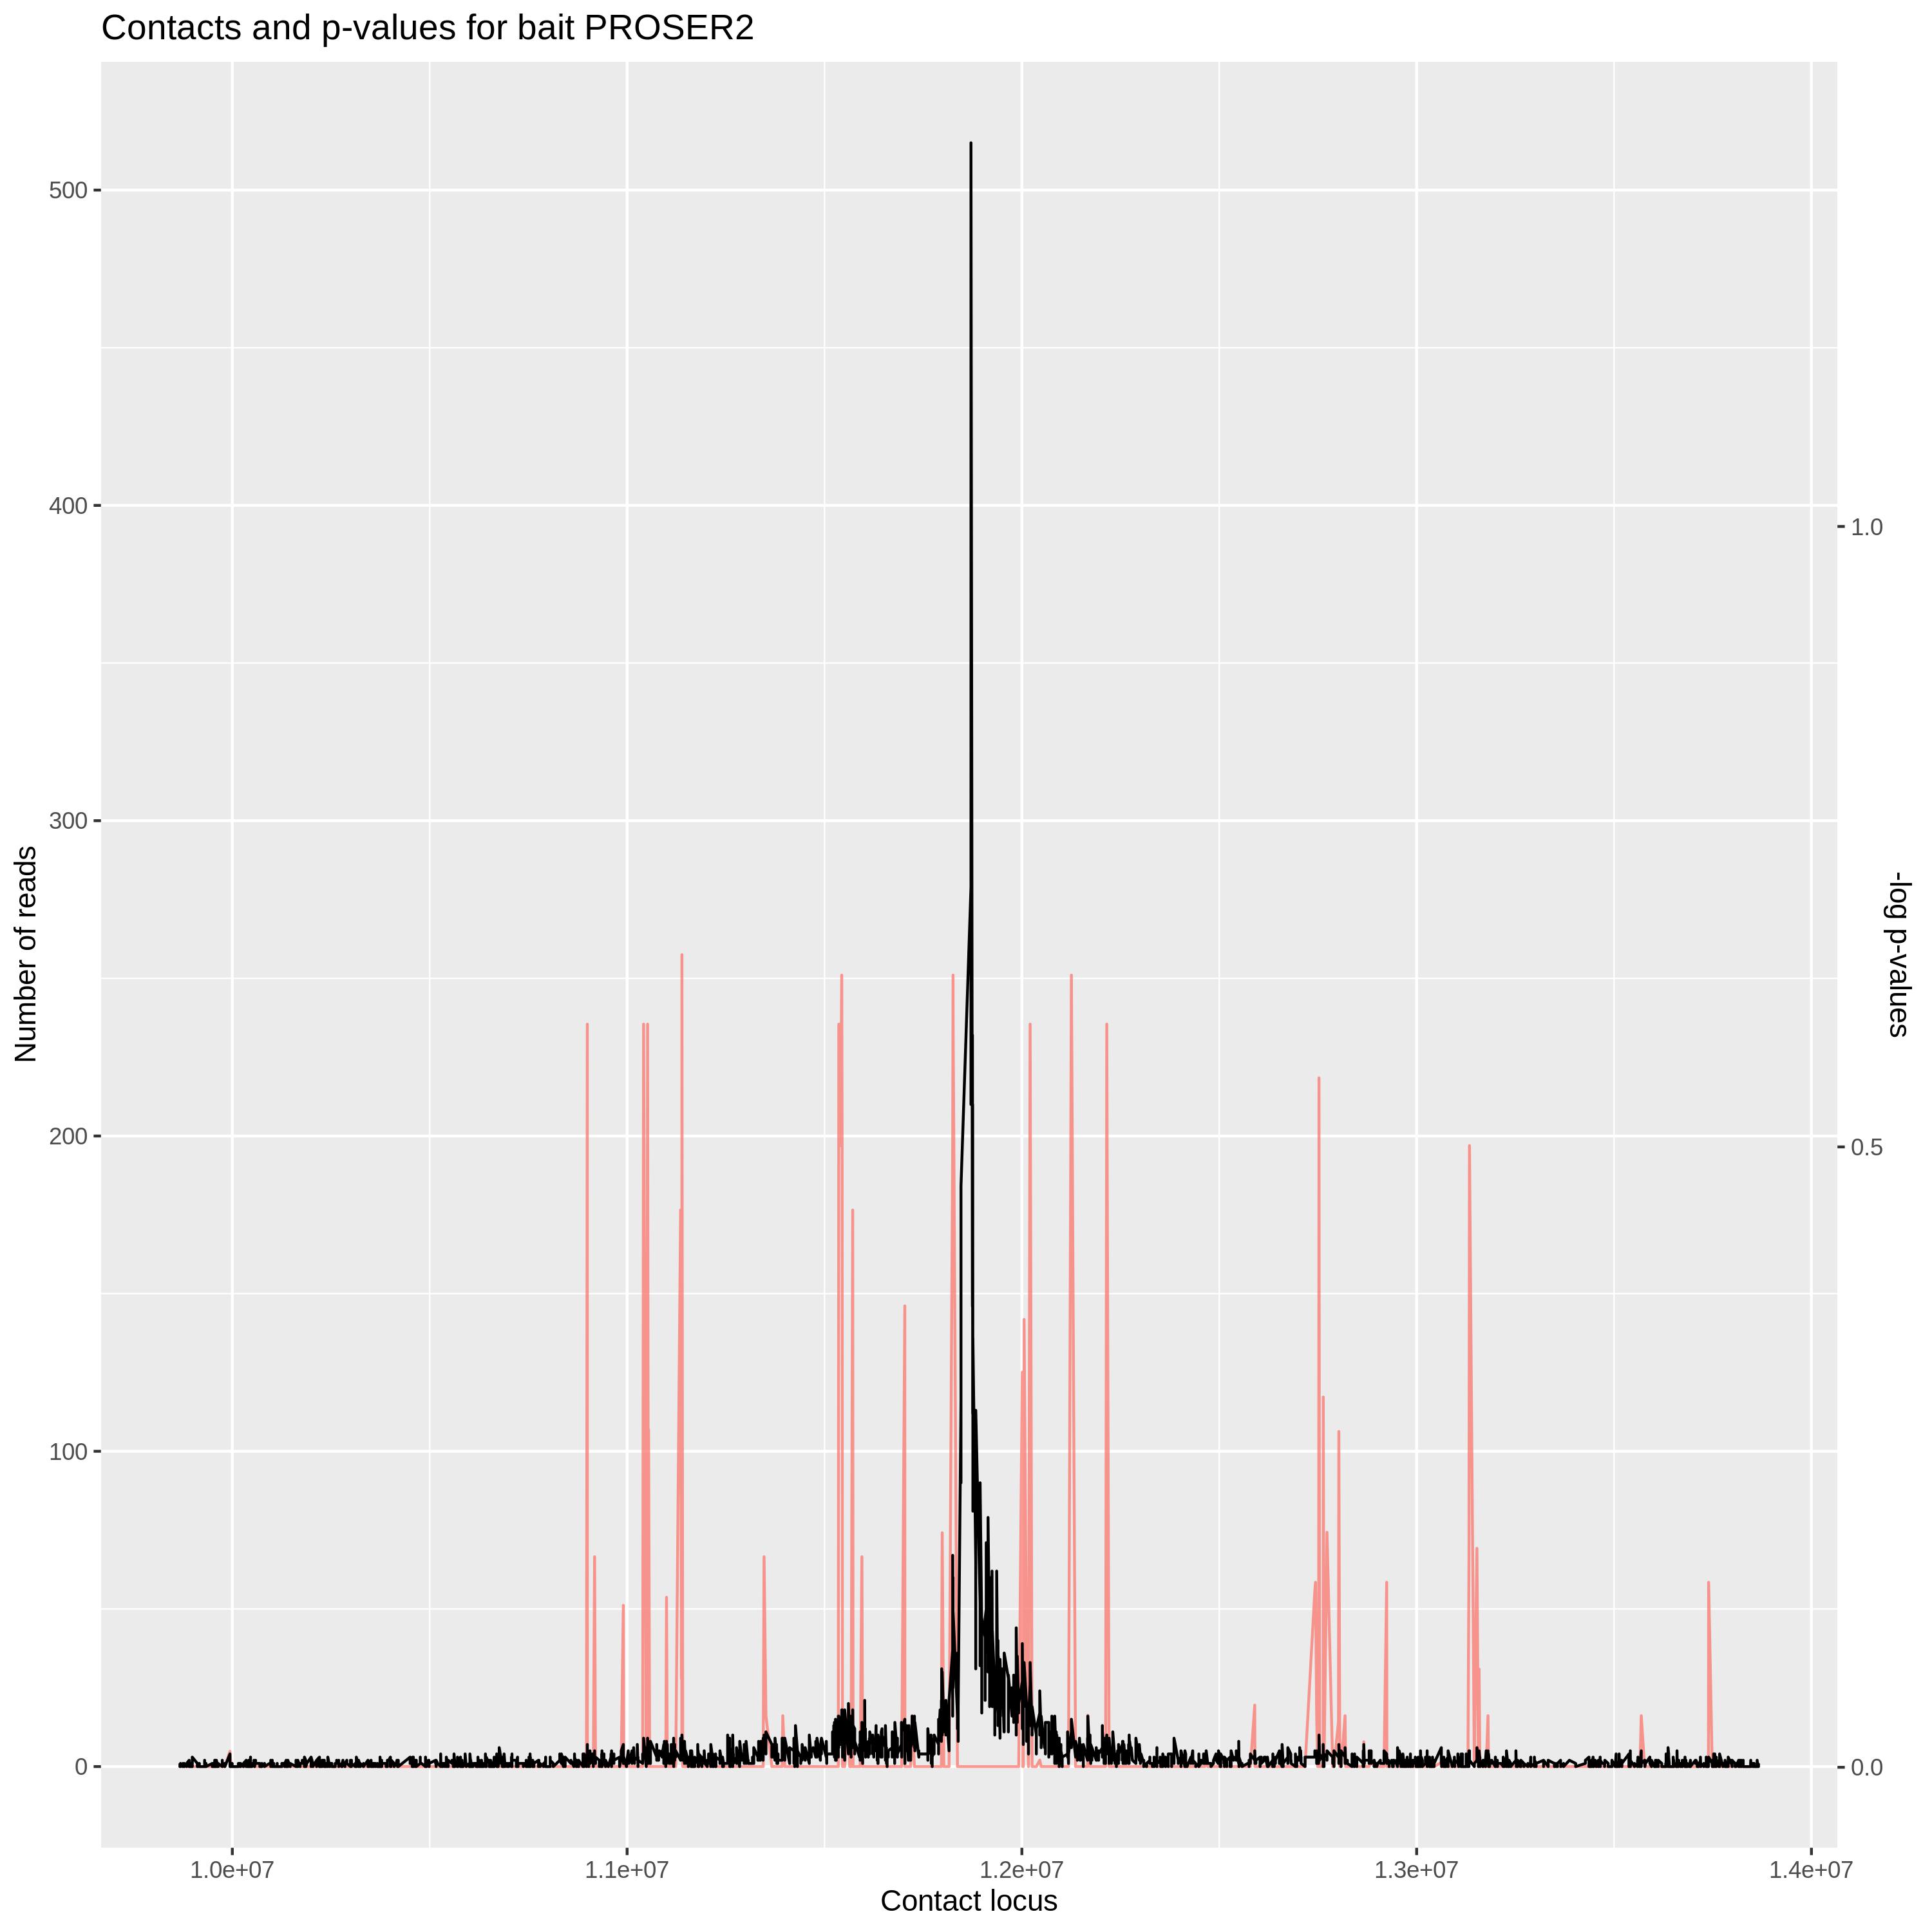 Contacts and p-values for bait PROSER2
500
400
300
200
100
0
Number of reads
1.0
0.5
0.0
-log p-values
1.0e+07
1.1e+07
1.2e+07
1.3e+07
1.4e+07
Contact locus